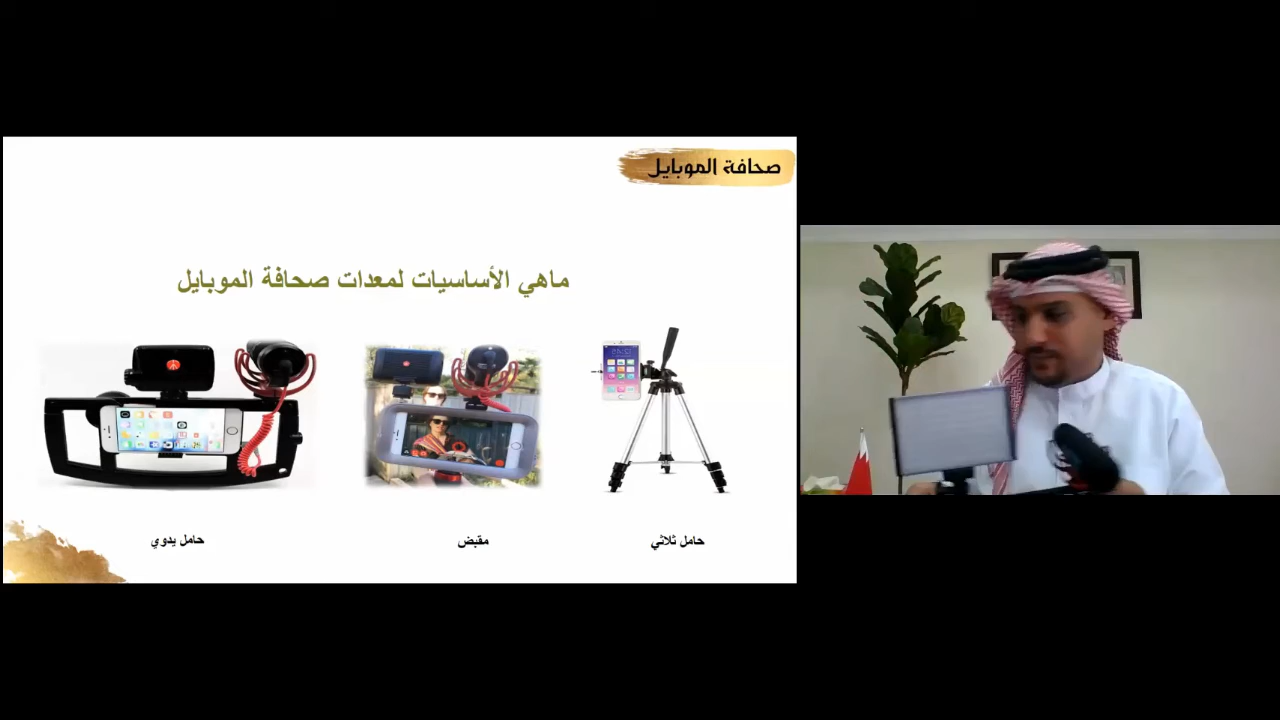 صحافة الموبايل
ماهي الأساسيات لمعدات صحافة الموبايل
حامل ثلاثي
مقبض
حامل يدوي